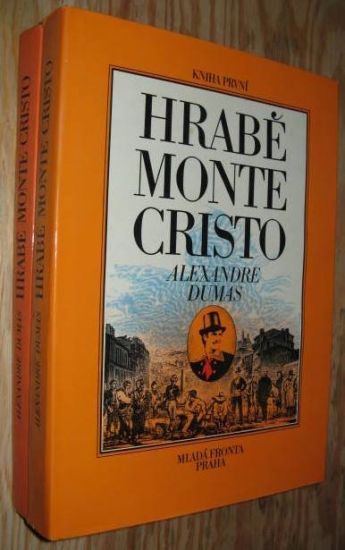 KNIHA PRVNÍ
HRABĚ
MONTE
CRISTO
ALEXANDRE
DUMAS
MLADÁ FRONTA
PRAHA
ALEXANDRE DUMAS HRABĚ MONTE CRISTO
ALEXANDRE DUMAS HRABĚ MONTE CRISTO